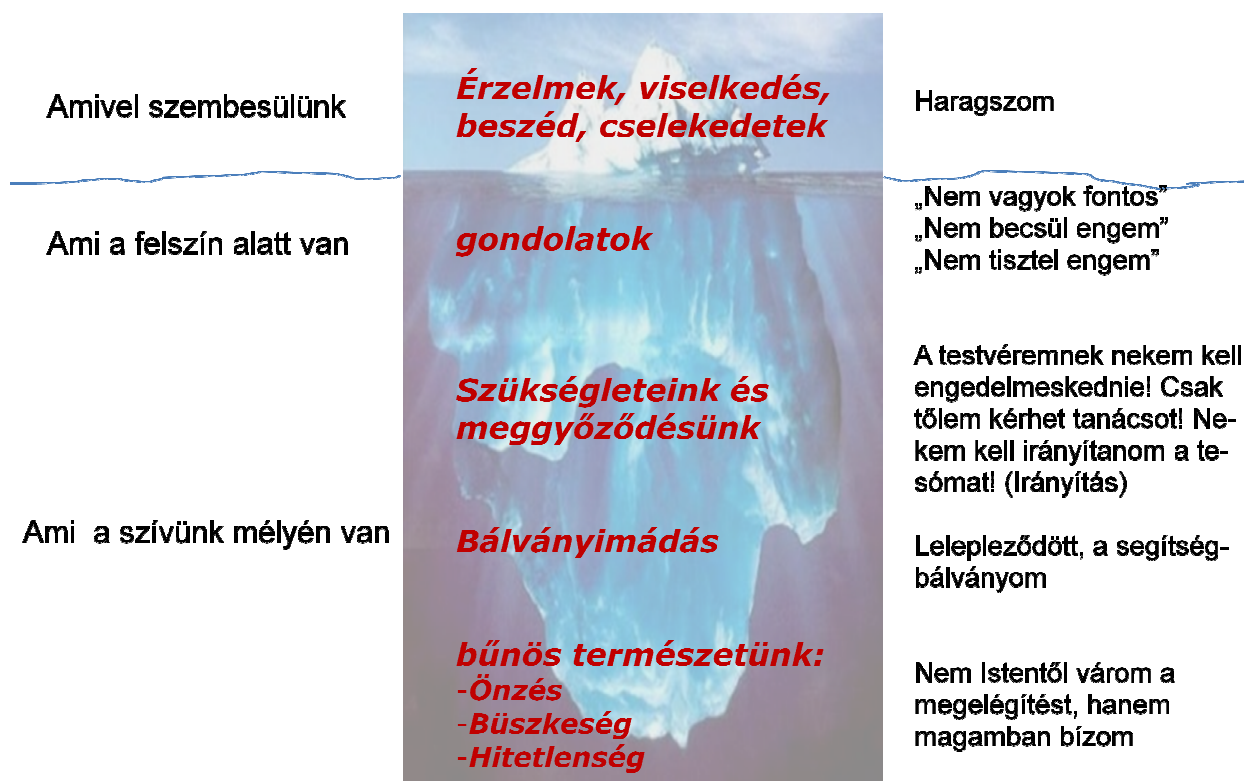 Amivel szembesülünk
Érzelmek, viselkedés,
beszéd, cselekedetek
Haragszom
Ami a felszín alatt van
gondolatok
„Nem vagyok fontos”
„Nem becsül engem”
„Nem tisztel engem”
Szükségleteink és
meggyőződésünk
A testvéremnek nekem kell
engedelmeskednie! Csak
tőlem kérhet tanácsot! Ne-
kem kell irányítanom a te-
sómat! (Irányítás)
Ami a szívünk mélyén van
Bálványimádás
Lelepleződött, a segítség-
bálványom
bűnös természetünk:
-Önzés
-Büszkeség
-Hitetlenség
Nem Istentől várom a
megelégítést, hanem
magamban bízom